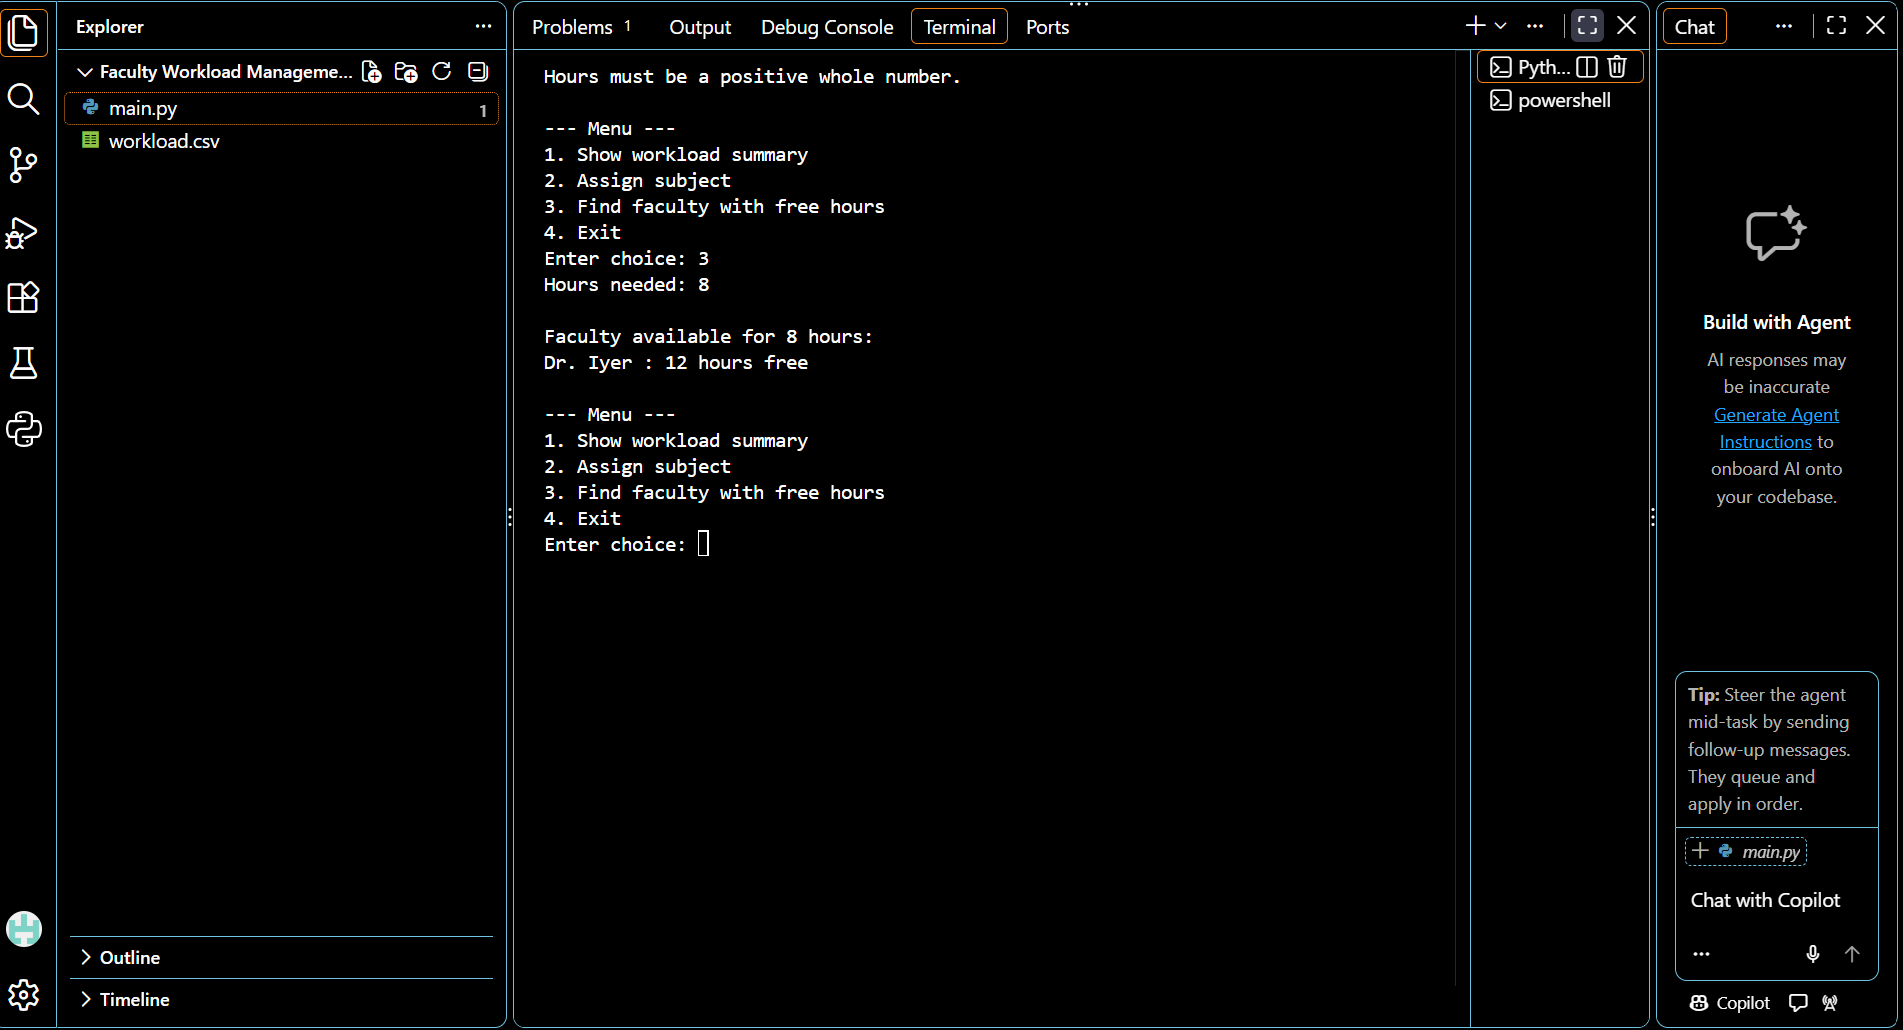 Explorer
Faculty Workload Manageme...
main.py 1
workload.csv
Outline
Timeline
Problems 1 Output Debug Console Terminal Ports
Hours must be a positive whole number.
--- Menu ---
1. Show workload summary
2. Assign subject
3. Find faculty with free hours
4. Exit
Enter choice: 3
Hours needed: 8
Faculty available for 8 hours:
Dr. Iyer : 12 hours free
--- Menu ---
1. Show workload summary
2. Assign subject
3. Find faculty with free hours
4. Exit
Enter choice:
Pyth...
powershell
Chat
Build with Agent
AI responses may
be inaccurate
Generate Agent
Instructions to
onboard AI onto
your codebase.
Tip: Steer the agent
mid-task by sending
follow-up messages.
They queue and
apply in order.
main.py
Chat with Copilot
Copilot